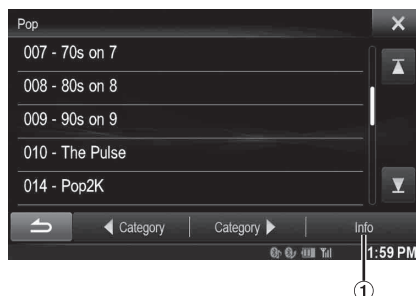 Pop
007 - 70s on 7
008 - 80s on 8
009 - 90s on 9
010 - The Pulse
014 - Pop2K
Category Category Info
1:59 PM
1